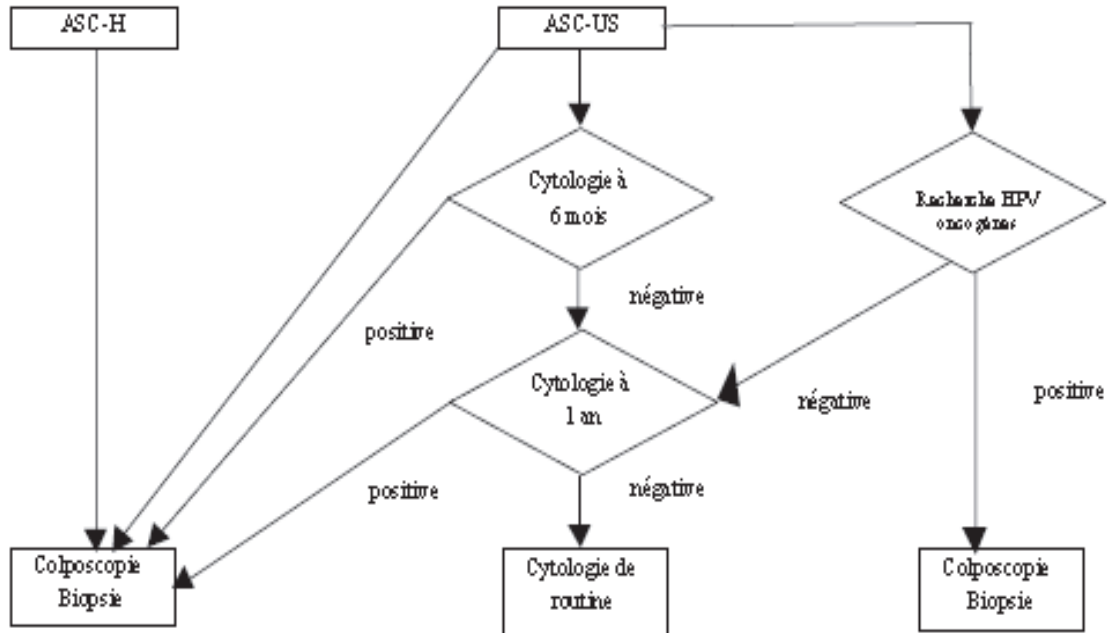 ASC-H
ASC-US
Cytologie à
6 mois
Recherche HPV
oncogènes
négative
positive
Cytologie à
1 an
négative
positive
positive
négative
Colposcopie
Biopsie
Cytologie de
routine
Colposcopie
Biopsie